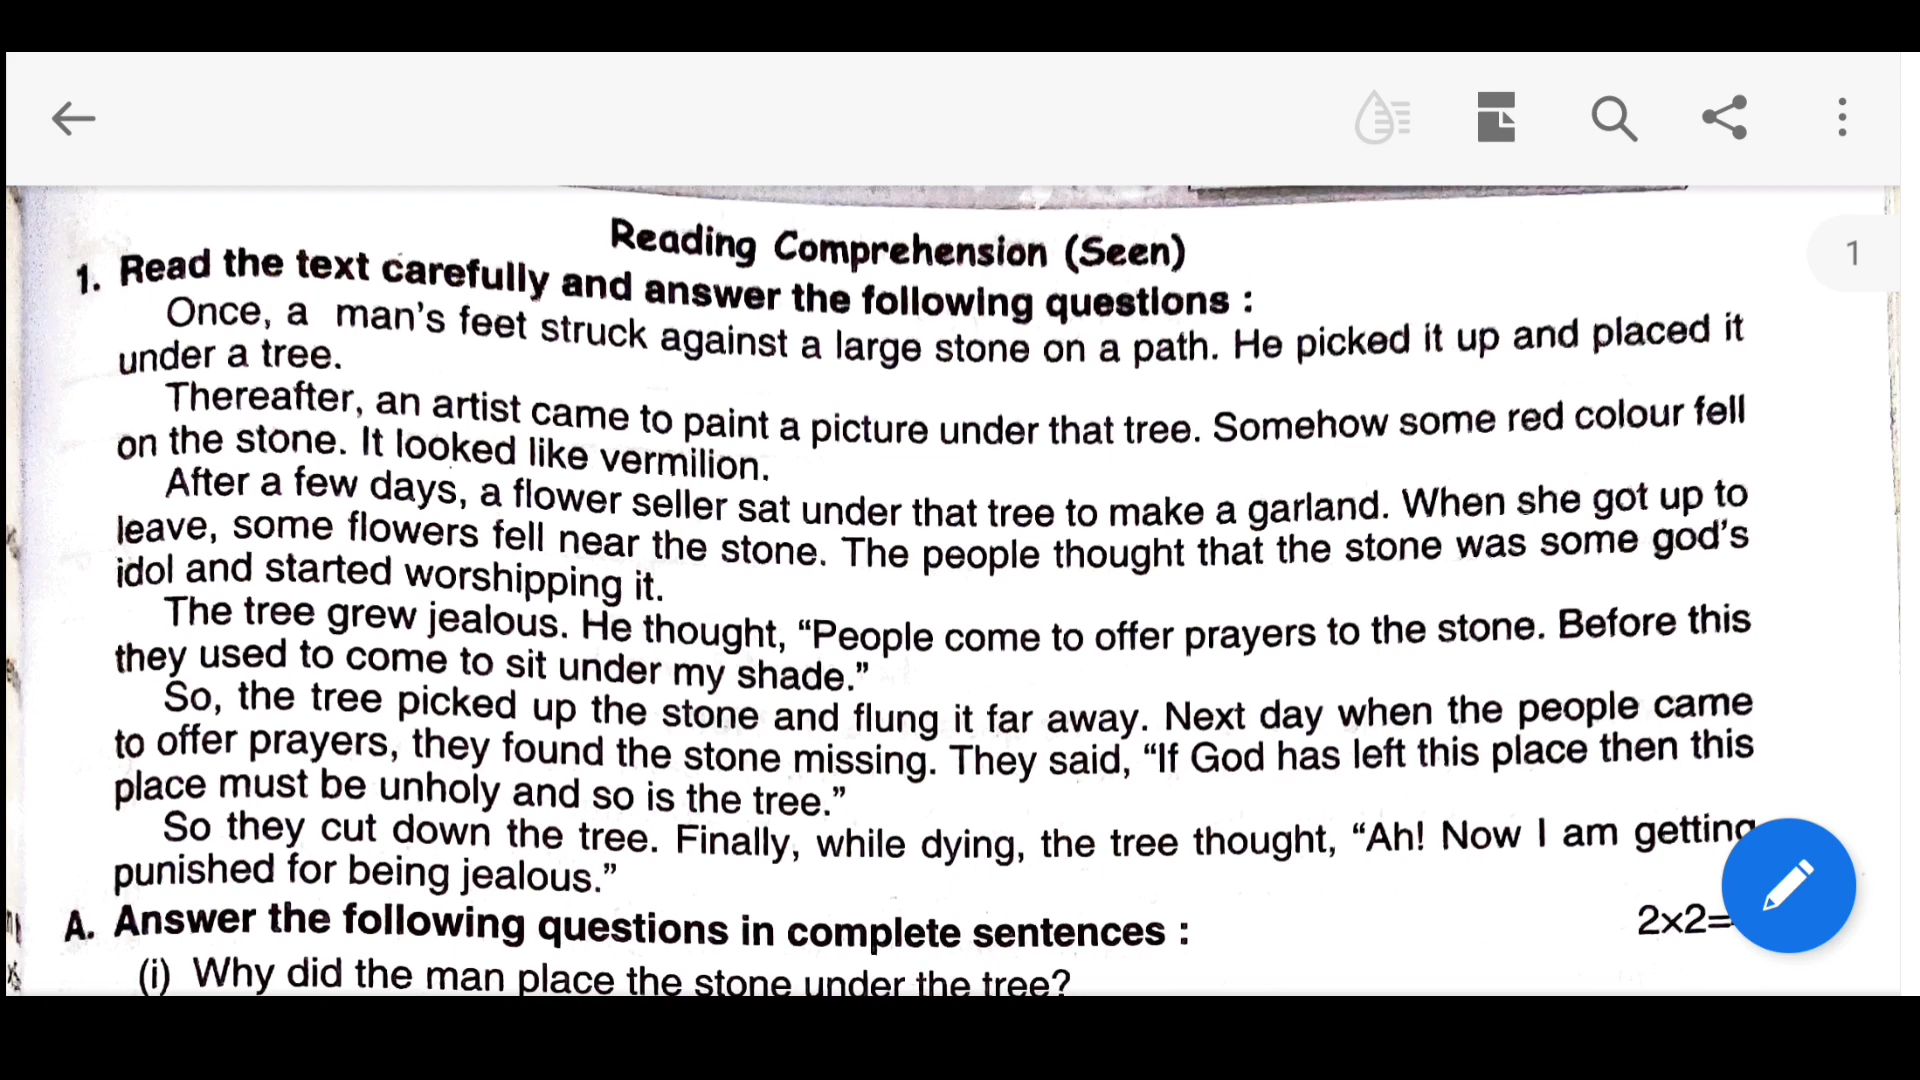 1
Reading Comprehension (Seen)
1. Read the text carefully and answer the following questions :
Once, a man's feet struck against a large stone on a path. He picked it up and placed it
under a tree.
Thereafter, an artist came to paint a picture under that tree. Somehow some red colour fell
on the stone. It looked like vermilion.
After a few days, a flower seller sat under that tree to make a garland. When she got up to
leave, some flowers fell near the stone. The people thought that the stone was some god's
idol and started worshipping it.
The tree grew jealous. He thought, “People come to offer prayers to the stone. Before this
they used to come to sit under my shade.”
So, the tree picked up the stone and flung it far away. Next day when the people came
to offer prayers, they found the stone missing. They said, “If God has left this place then this
place must be unholy and so is the tree.”
So they cut down the tree. Finally, while dying, the tree thought, “Ah! Now I am getting
punished for being jealous.”
A. Answer the following questions in complete sentences : 2x2=
(i) Why did the man place the stone under the tree?